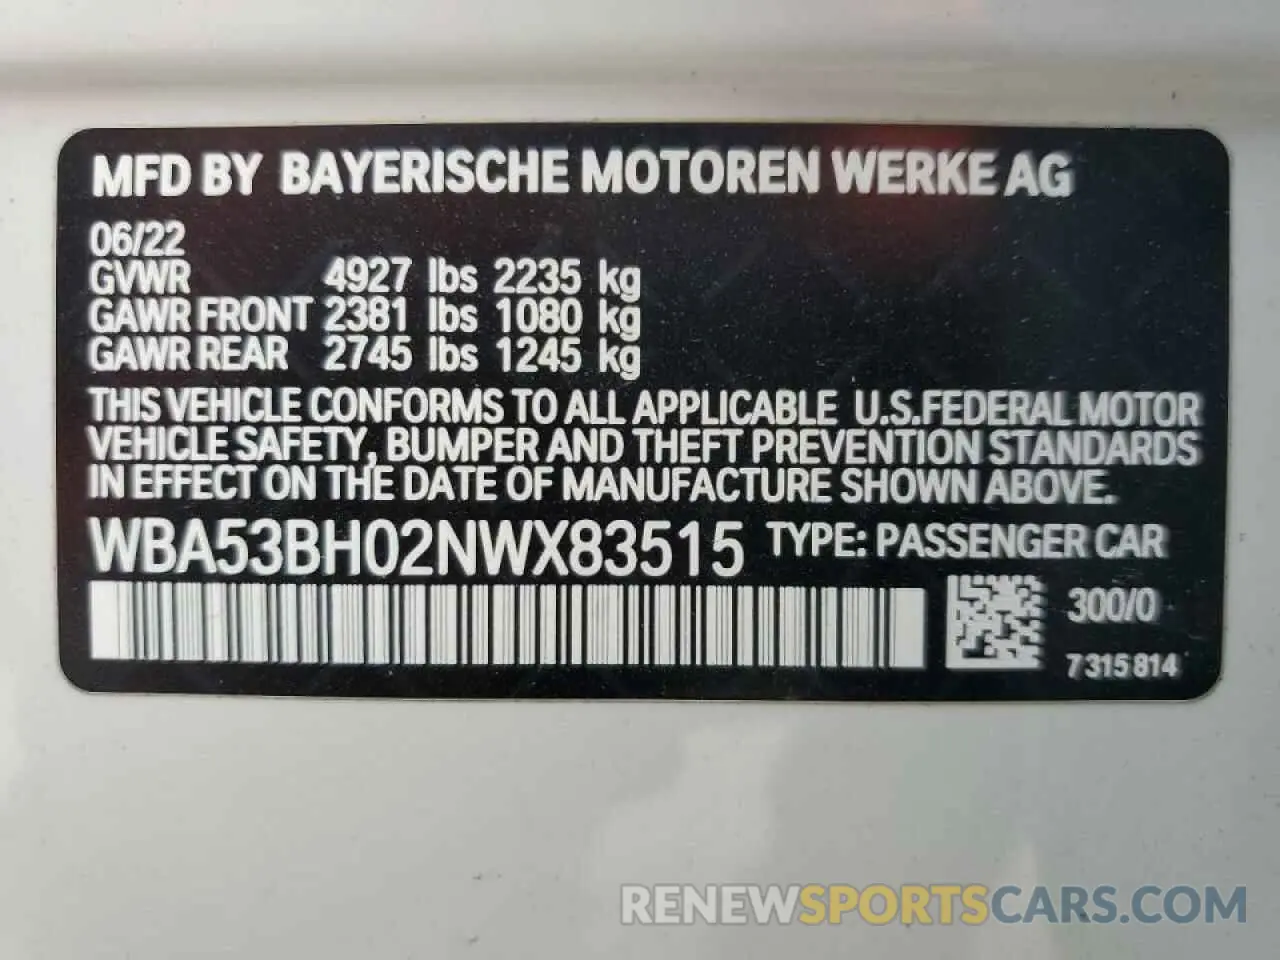 MFD BY BAYERISCHE MOTOREN WERKE AG
06/22
GVWR 4927 lbs 2235 kg
GAWR FRONT 2381 lbs 1080 kg
GAWR REAR 2745 lbs 1245 kg
THIS VEHICLE CONFORMS TO ALL APPLICABLE U.S.FEDERAL MOTOR
VEHICLE SAFETY, BUMPER AND THEFT PREVENTION STANDARDS
IN EFFECT ON THE DATE OF MANUFACTURE SHOWN ABOVE.
WBA53BH02NWX83515 TYPE: PASSENGER CAR
300/0
7 315 814
RENEWSPORTSCARS.COM